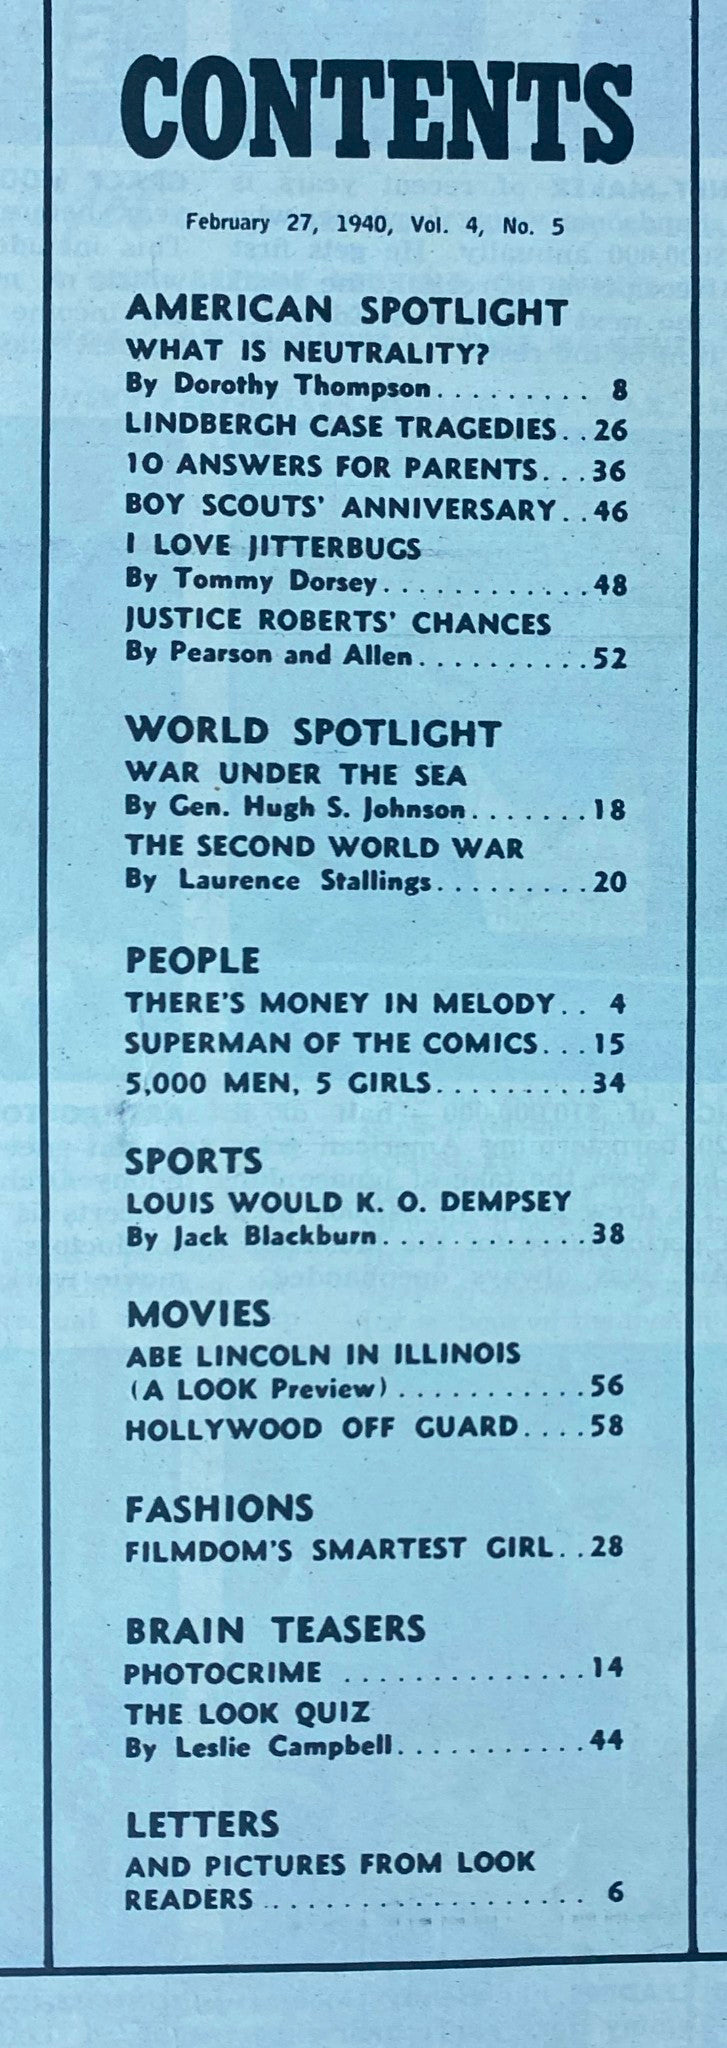 CONTENTS
February 27, 1940, Vol. 4, No. 5
AMERICAN SPOTLIGHT
WHAT IS NEUTRALITY?
By Dorothy Thompson......... 8
LINDBERGH CASE TRAGEDIES..26
10 ANSWERS FOR PARENTS...36
BOY SCOUTS' ANNIVERSARY..46
I LOVE JITTERBUGS
By Tommy Dorsey............48
JUSTICE ROBERTS' CHANCES
By Pearson and Allen..........52
WORLD SPOTLIGHT
WAR UNDER THE SEA
By Gen. Hugh S. Johnson.......18
THE SECOND WORLD WAR
By Laurence Stallings.........20
PEOPLE
THERE'S MONEY IN MELODY.. 4
SUPERMAN OF THE COMICS...15
5,000 MEN, 5 GIRLS.........34
SPORTS
LOUIS WOULD K. O. DEMPSEY
By Jack Blackburn............38
MOVIES
ABE LINCOLN IN ILLINOIS
(A LOOK Preview)...........56
HOLLYWOOD OFF GUARD....58
FASHIONS
FILMDOM'S SMARTEST GIRL..28
BRAIN TEASERS
PHOTOCRIME ..............14
THE LOOK QUIZ
By Leslie Campbell...........44
LETTERS
AND PICTURES FROM LOOK
READERS................... 6